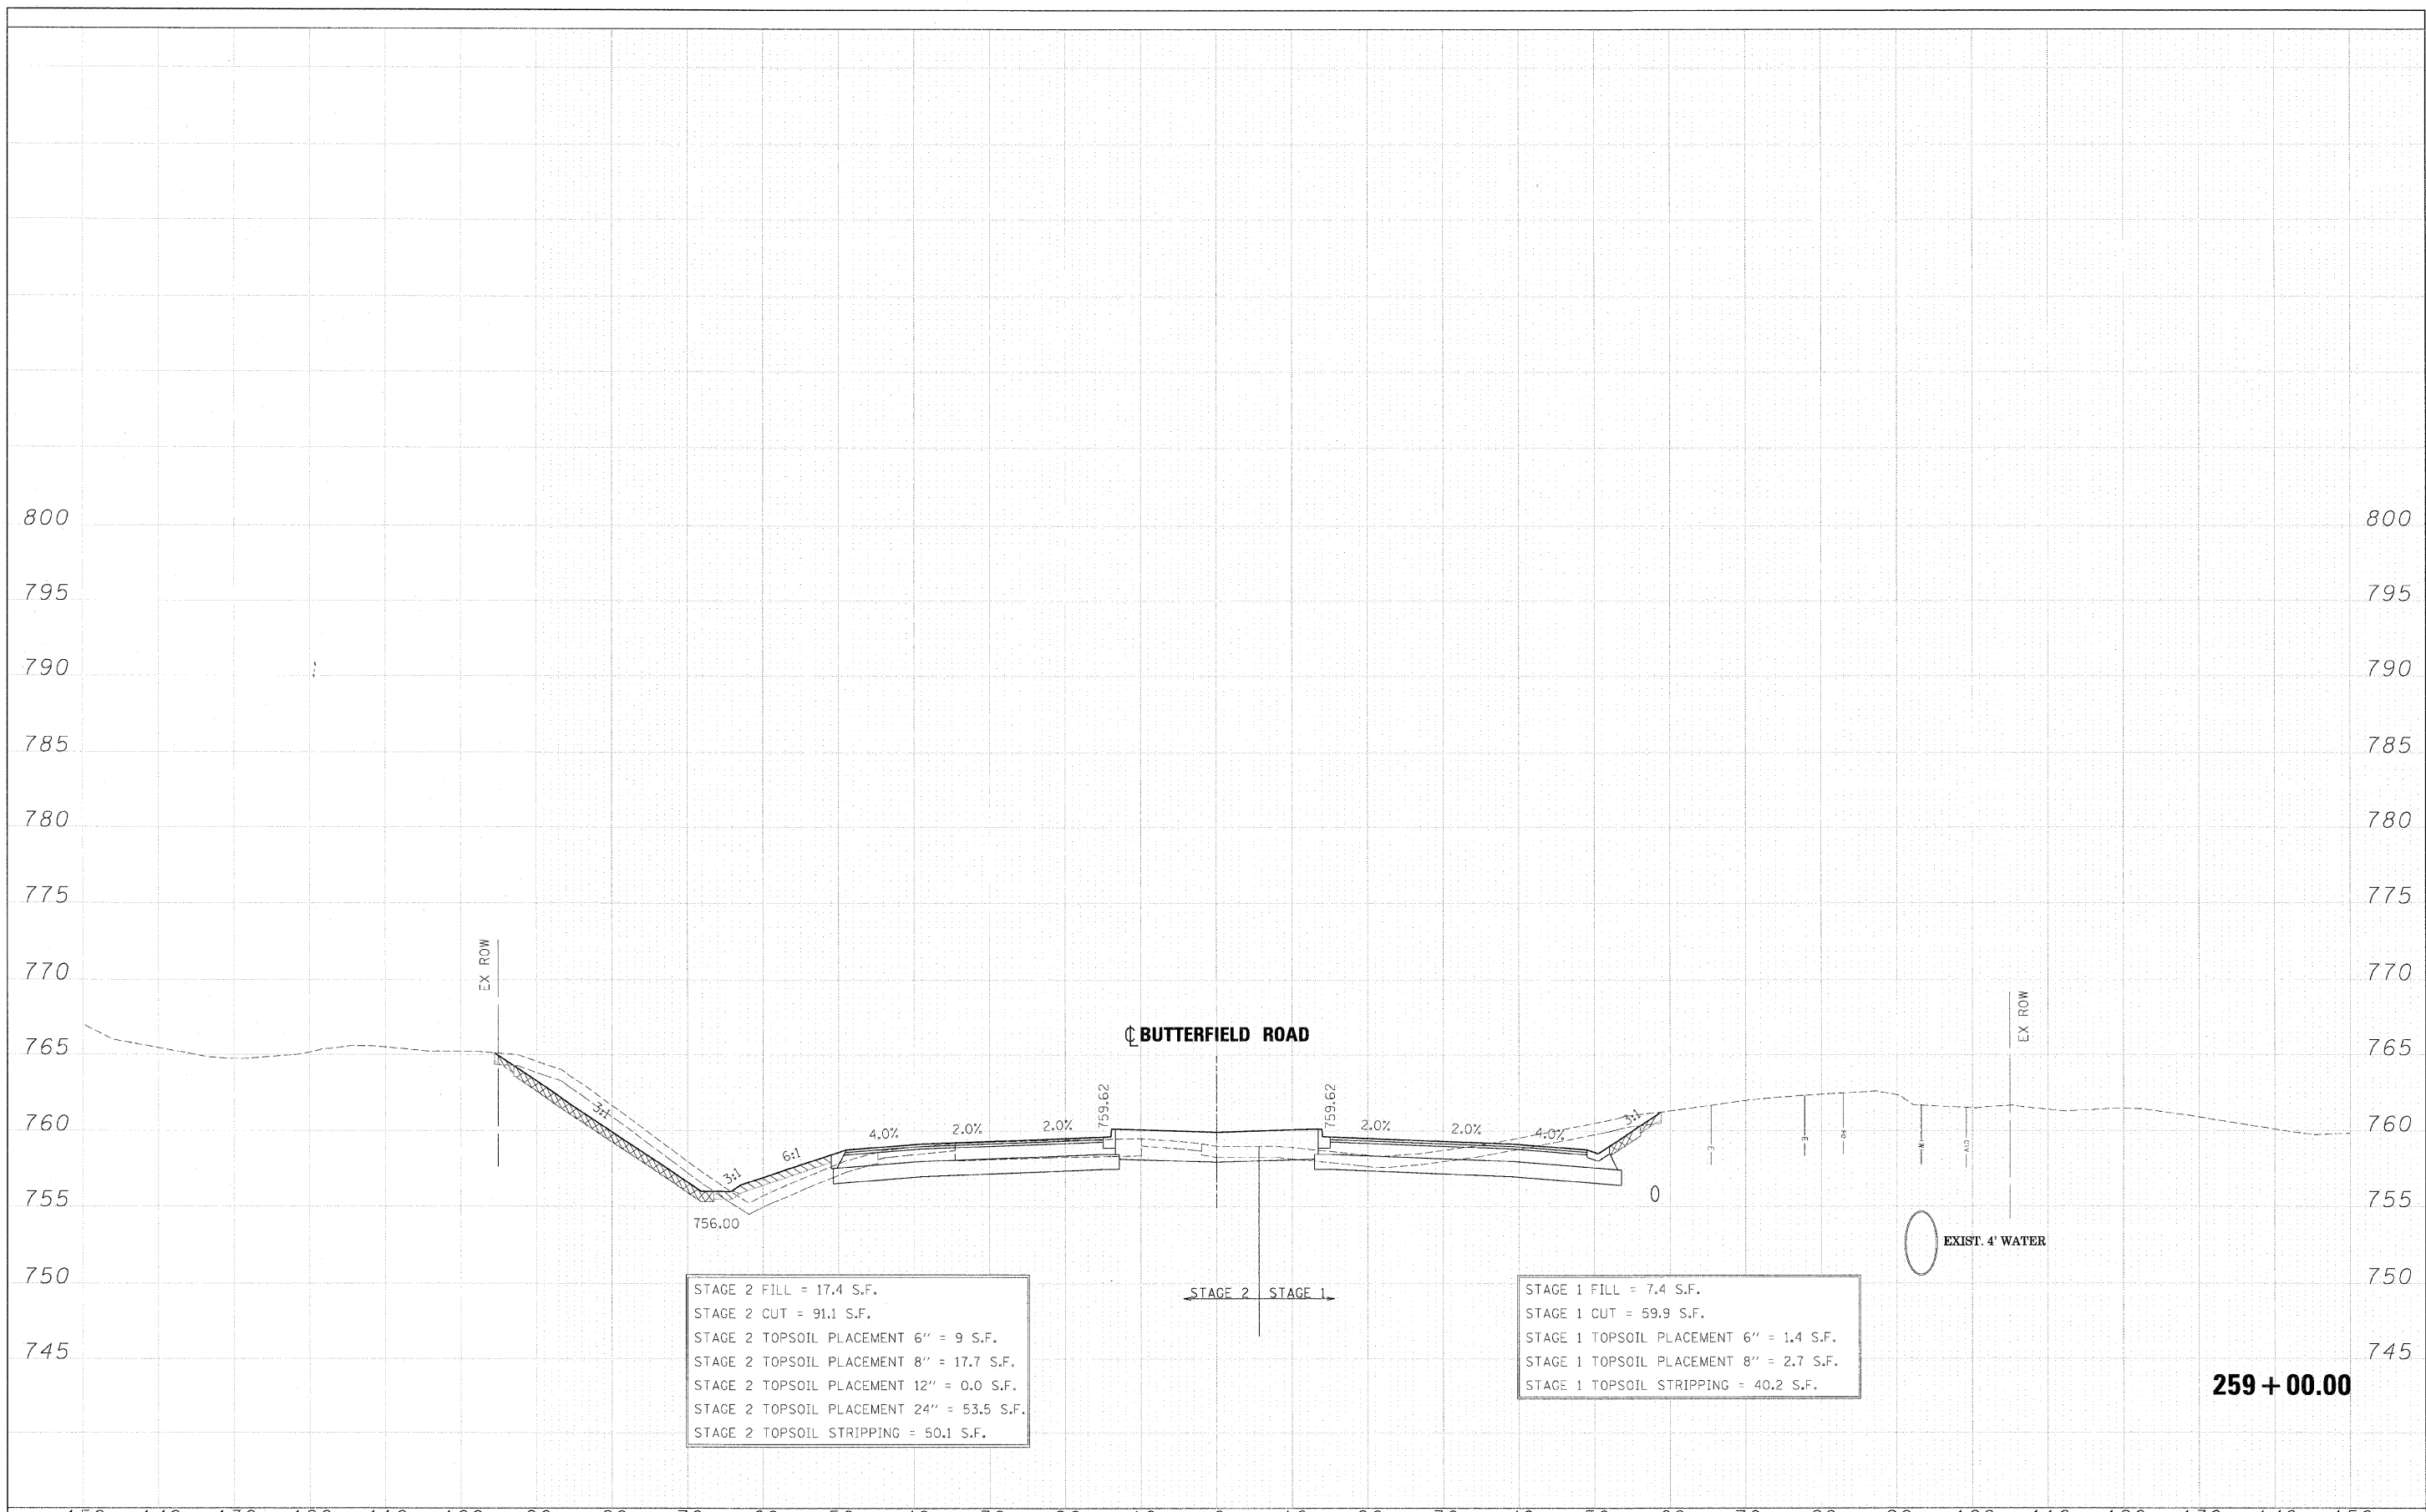 800 800
795 795
790 790
785 785
780 780
775 775
770 770
EX ROW
EX ROW
℄ BUTTERFIELD ROAD
765 765
760 760
3:1
3:1
6:1
4.0% 2.0% 2.0% 759.62
759.62 2.0% 2.0% 4.0%
3:1
E
E
W
755 755
756.00
EXIST. 4' WATER
750 750
STAGE 2 STAGE 1
745 745
STAGE 2 FILL = 17.4 S.F.
STAGE 2 CUT = 91.1 S.F.
STAGE 2 TOPSOIL PLACEMENT 6" = 9 S.F.
STAGE 2 TOPSOIL PLACEMENT 8" = 17.7 S.F.
STAGE 2 TOPSOIL PLACEMENT 12" = 0.0 S.F.
STAGE 2 TOPSOIL PLACEMENT 24" = 53.5 S.F.
STAGE 2 TOPSOIL STRIPPING = 50.1 S.F.
STAGE 1 FILL = 7.4 S.F.
STAGE 1 CUT = 59.9 S.F.
STAGE 1 TOPSOIL PLACEMENT 6" = 1.4 S.F.
STAGE 1 TOPSOIL PLACEMENT 8" = 2.7 S.F.
STAGE 1 TOPSOIL STRIPPING = 40.2 S.F.
259+00.00